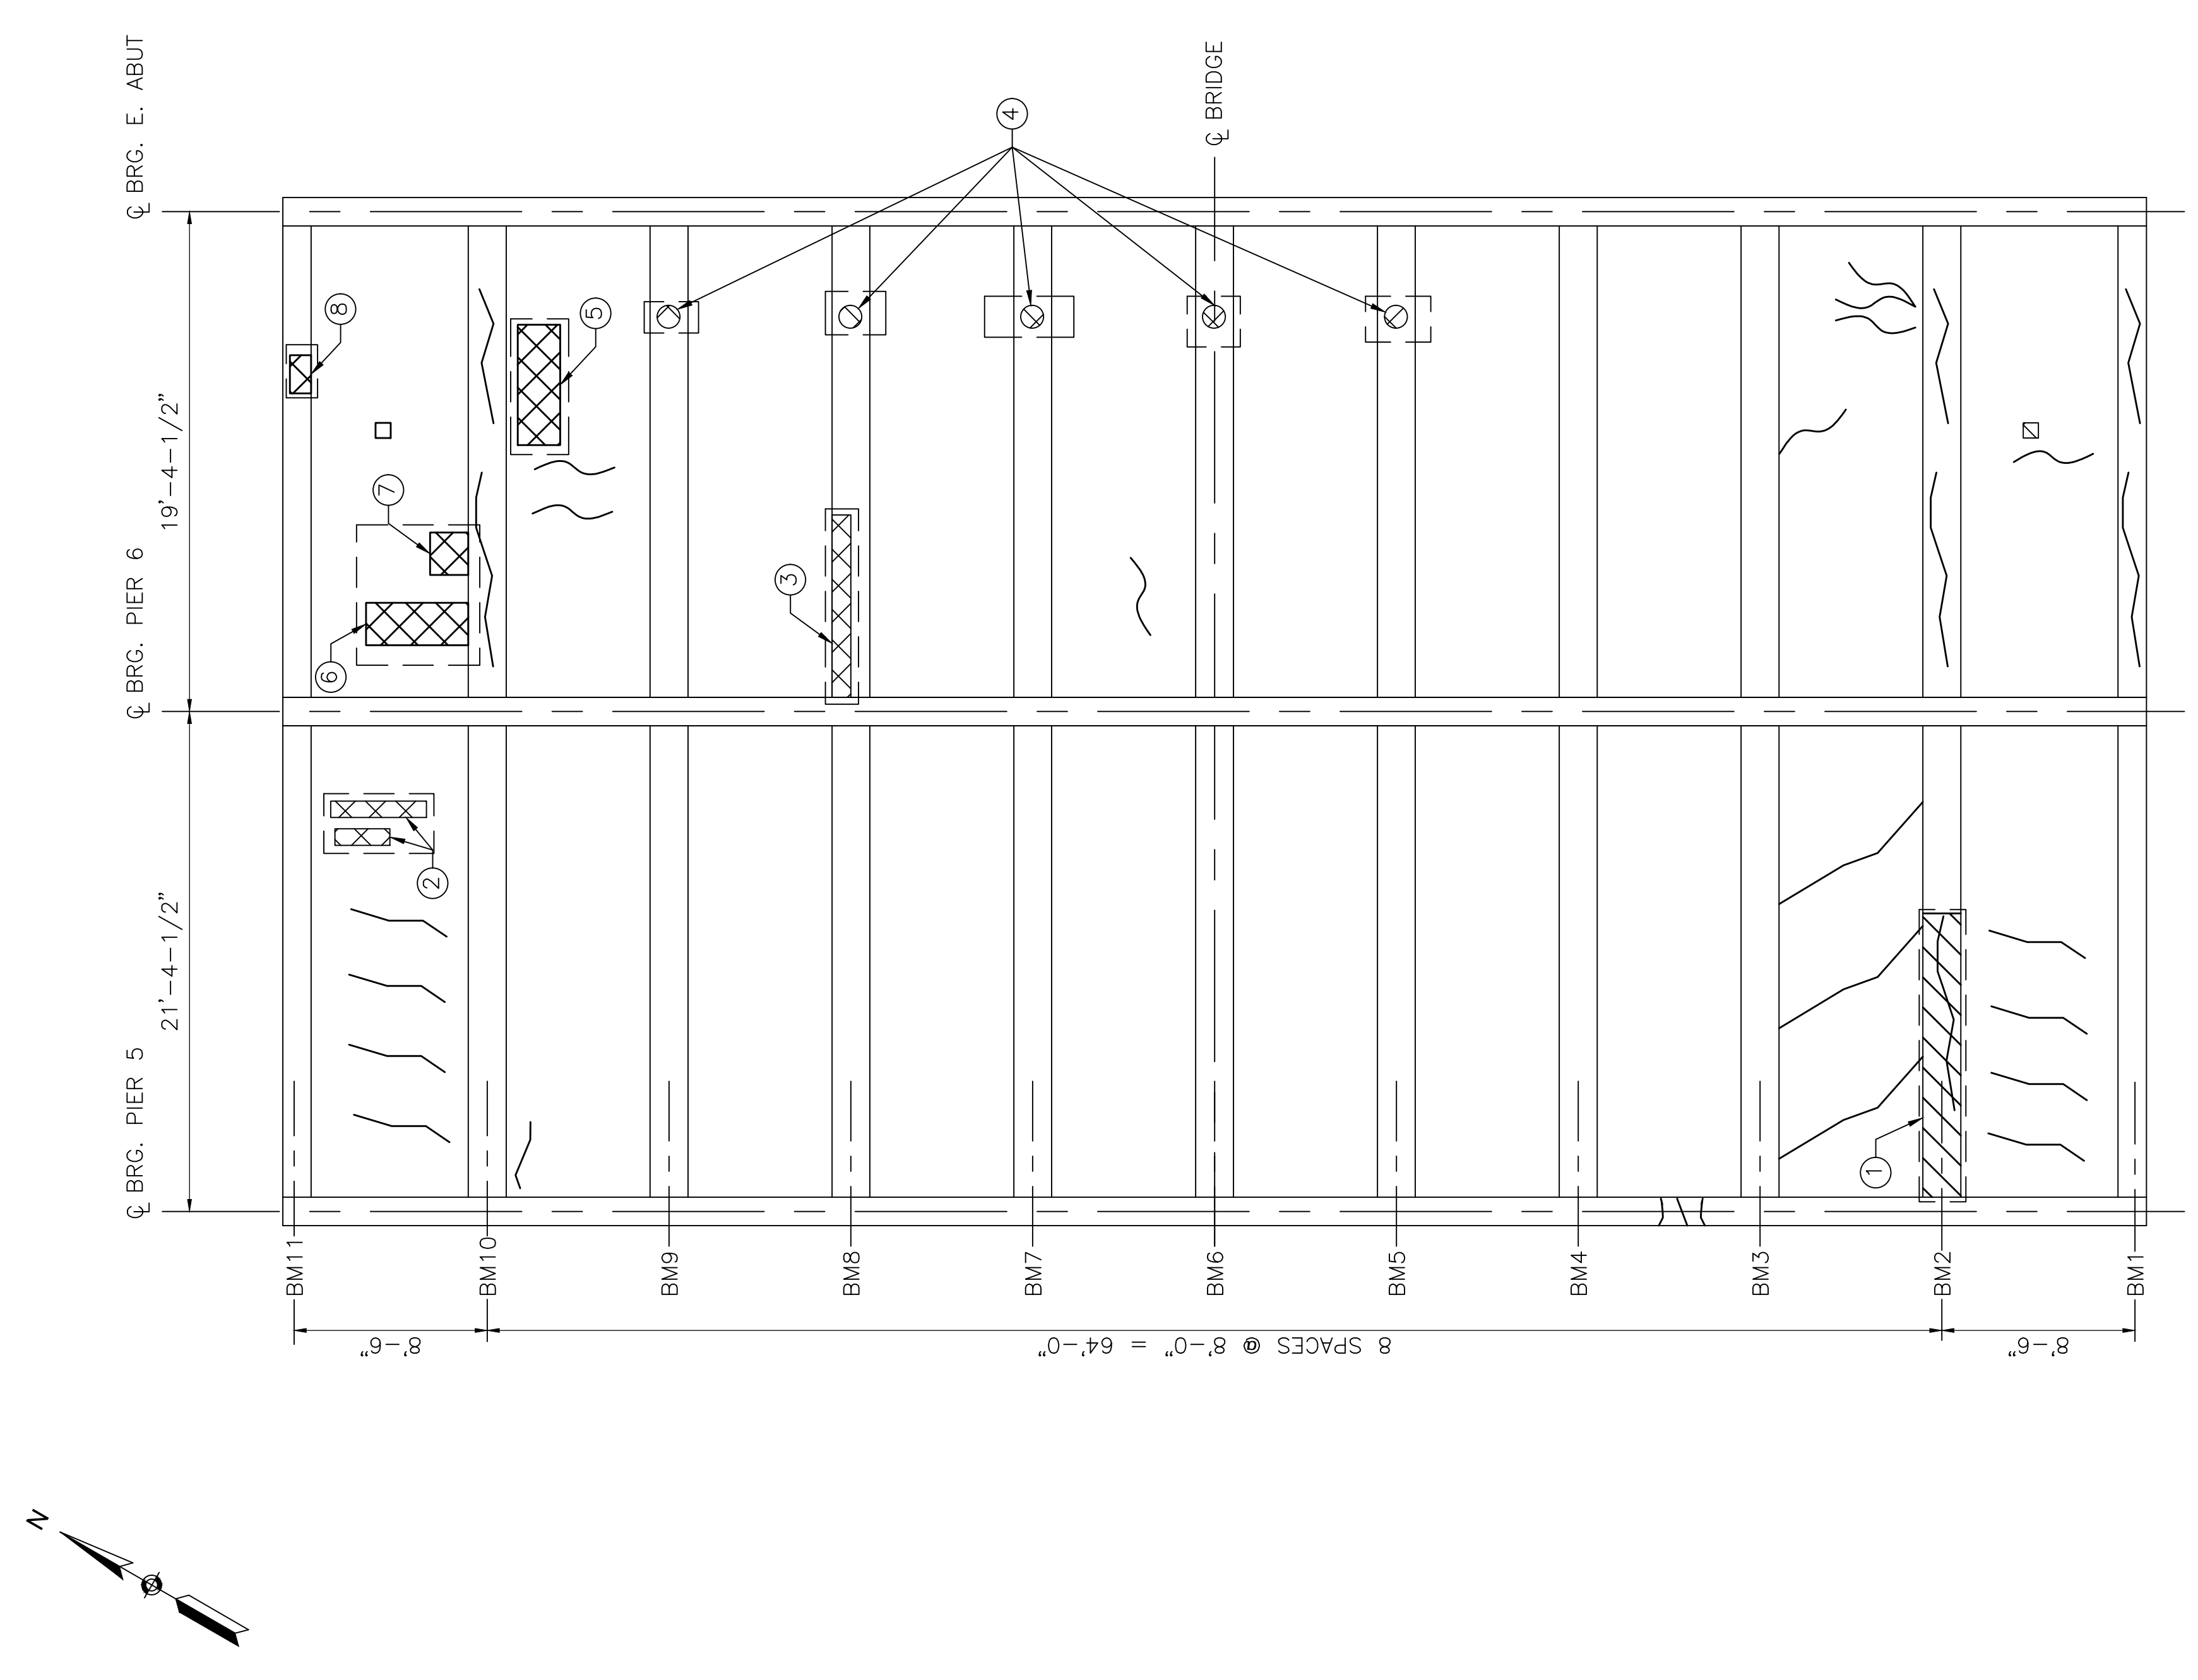 ℄ BRG. E. ABUT
℄ BRG. PIER 6
℄ BRG. PIER 5
19'-4-1/2"
21'-4-1/2"
℄ BRIDGE
1
2
3
4
5
6
7
8
BM11
BM10
BM9
BM8
BM7
BM6
BM5
BM4
BM3
BM2
BM1
8'-6"
8 SPACES @ 8'-0" = 64'-0"
8'-6"
N